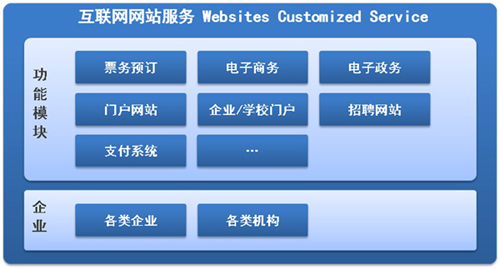 互联网网站服务 Websites Customized Service
功能模块
票务预订 电子商务 电子政务
门户网站 企业/学校门户 招聘网站
支付系统 …
企业
各类企业 各类机构